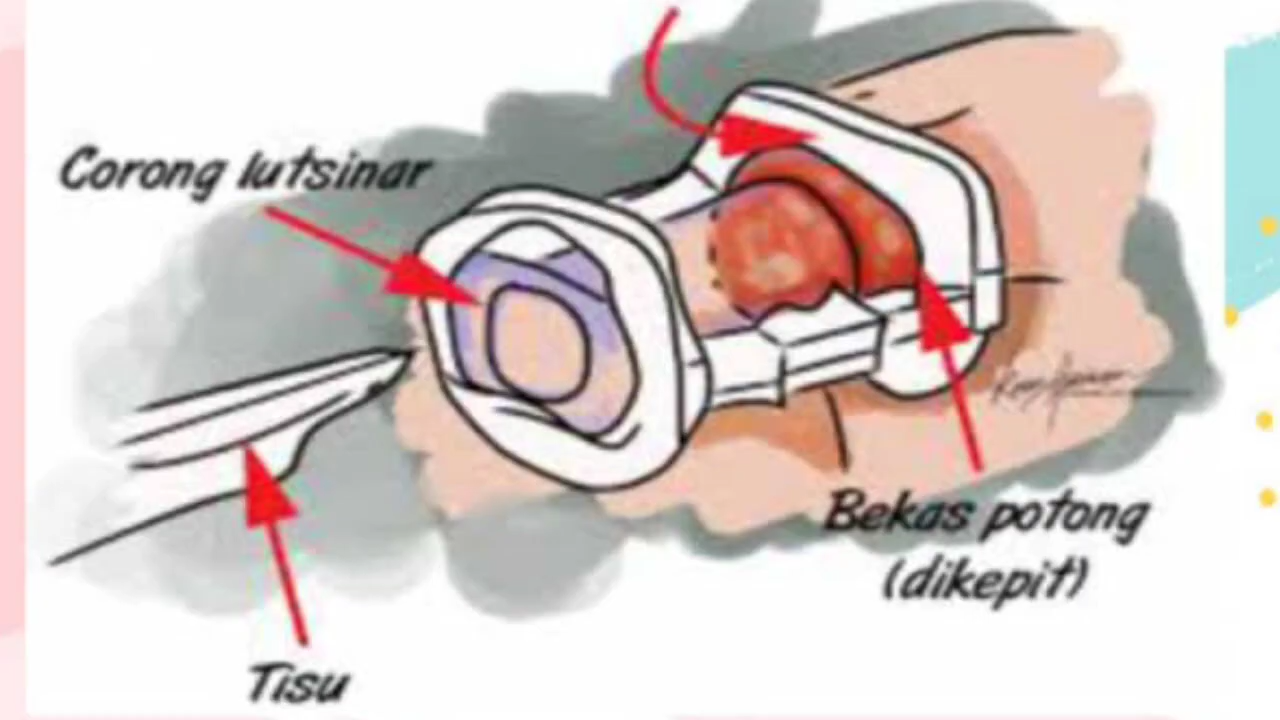 Corong lutsinar
Bekas potong
(dikepit)
Tisu